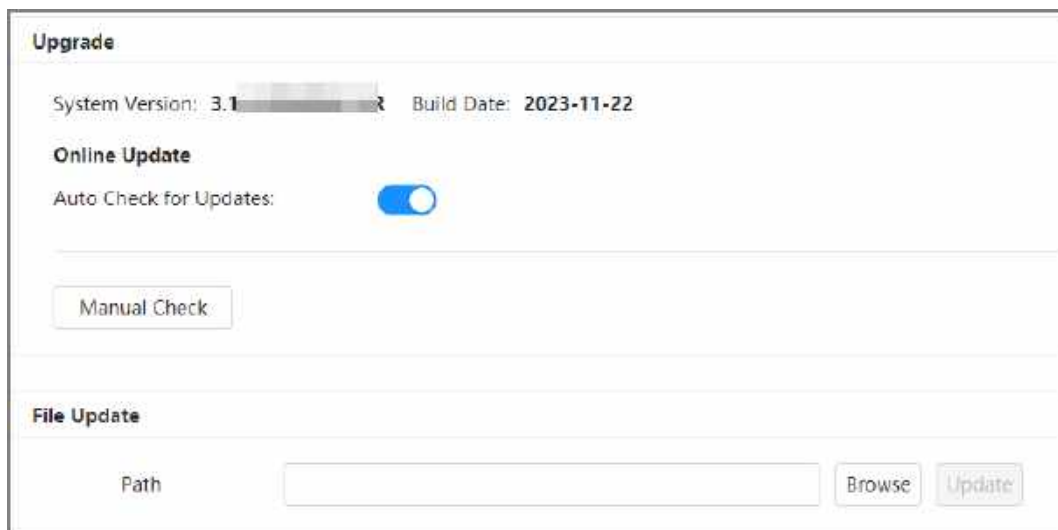 Upgrade
System Version: 3.1 R Build Date: 2023-11-22
Online Update
Auto Check for Updates:
Manual Check
File Update
Path Browse Update